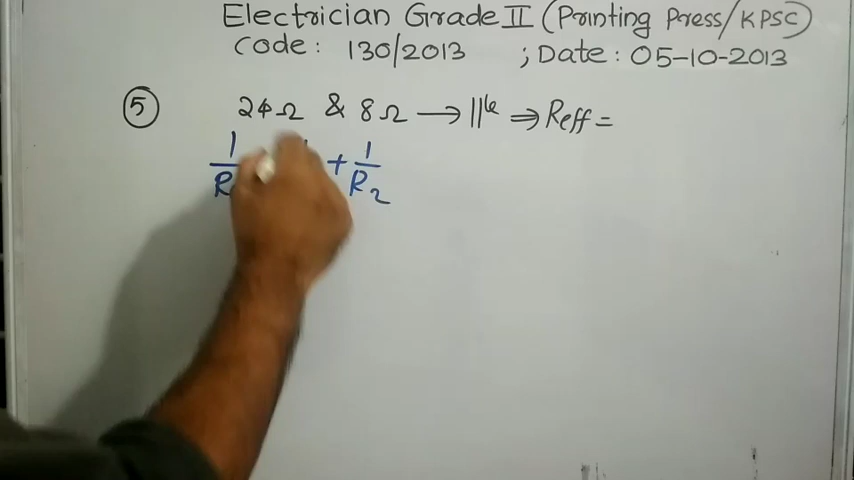 Electrician Grade II (Printing Press/KPSC)
Code: 130/2013 ; Date: 05-10-2013
5 24Ω & 8Ω → ||le ⇒ Reff =
1/R + 1/R2